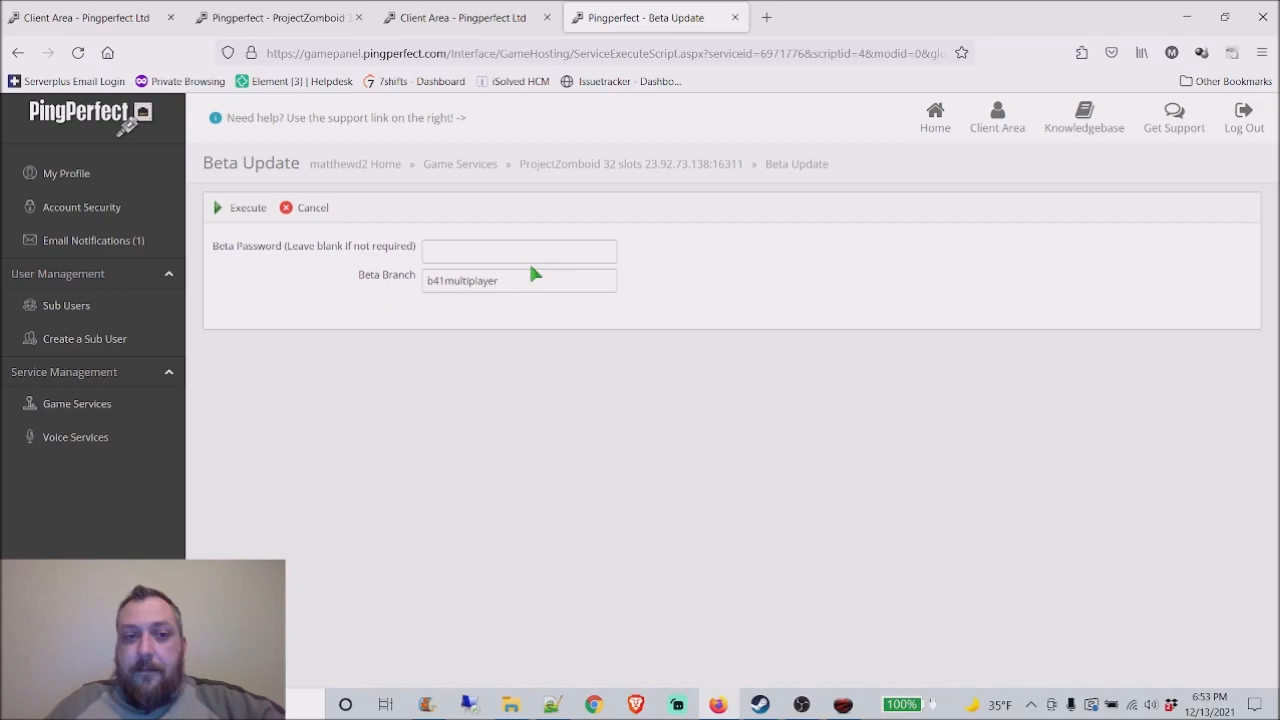 Client Area - Pingperfect Ltd
Pingperfect - ProjectZomboid 3
Client Area - Pingperfect Ltd
Pingperfect - Beta Update
https://gamepanel.pingperfect.com/Interface/GameHosting/ServiceExecuteScript.aspx?serviceid=6971776&scriptid=4&modid=0&glo
Serverplus Email Login
Private Browsing
Element [3] | Helpdesk
7shifts - Dashboard
iSolved HCM
Issuetracker - Dashbo...
Other Bookmarks
PingPerfect
Need help? Use the support link on the right! ->
Home
Client Area
Knowledgebase
Get Support
Log Out
Beta Update matthewd2 Home » Game Services » ProjectZomboid 32 slots 23.92.73.138:16311 » Beta Update
My Profile
Account Security
Email Notifications (1)
User Management
Sub Users
Create a Sub User
Service Management
Game Services
Voice Services
Execute Cancel
Beta Password (Leave blank if not required)
Beta Branch b41multiplayer
100%
35°F
6:53 PM
12/13/2021